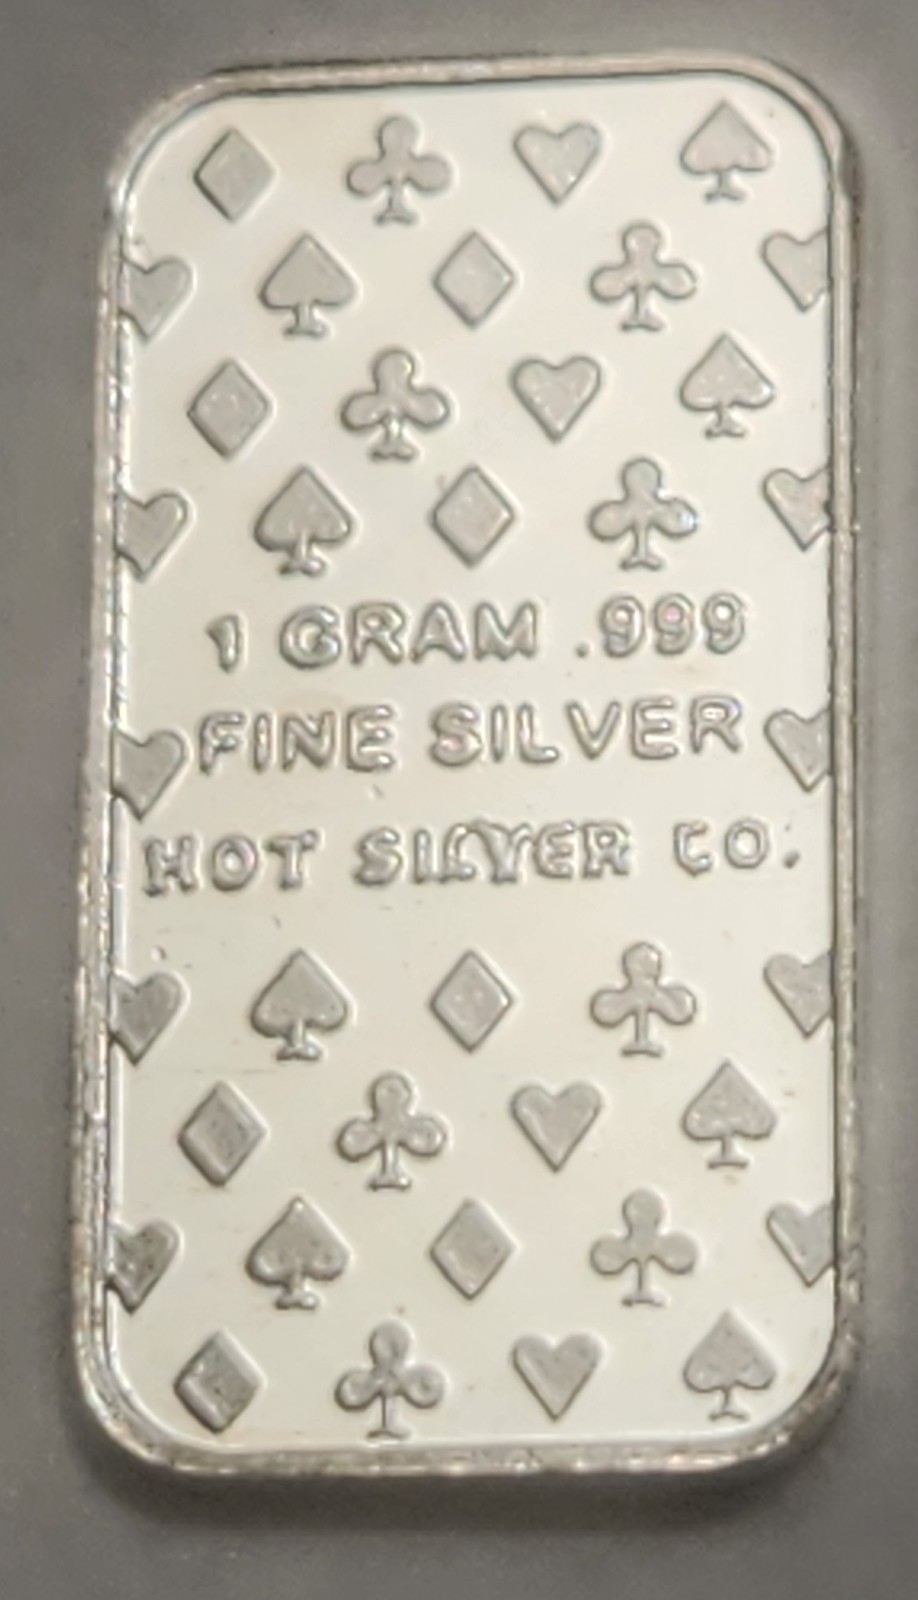 1 GRAM .999
FINE SILVER
HOT SILVER CO.